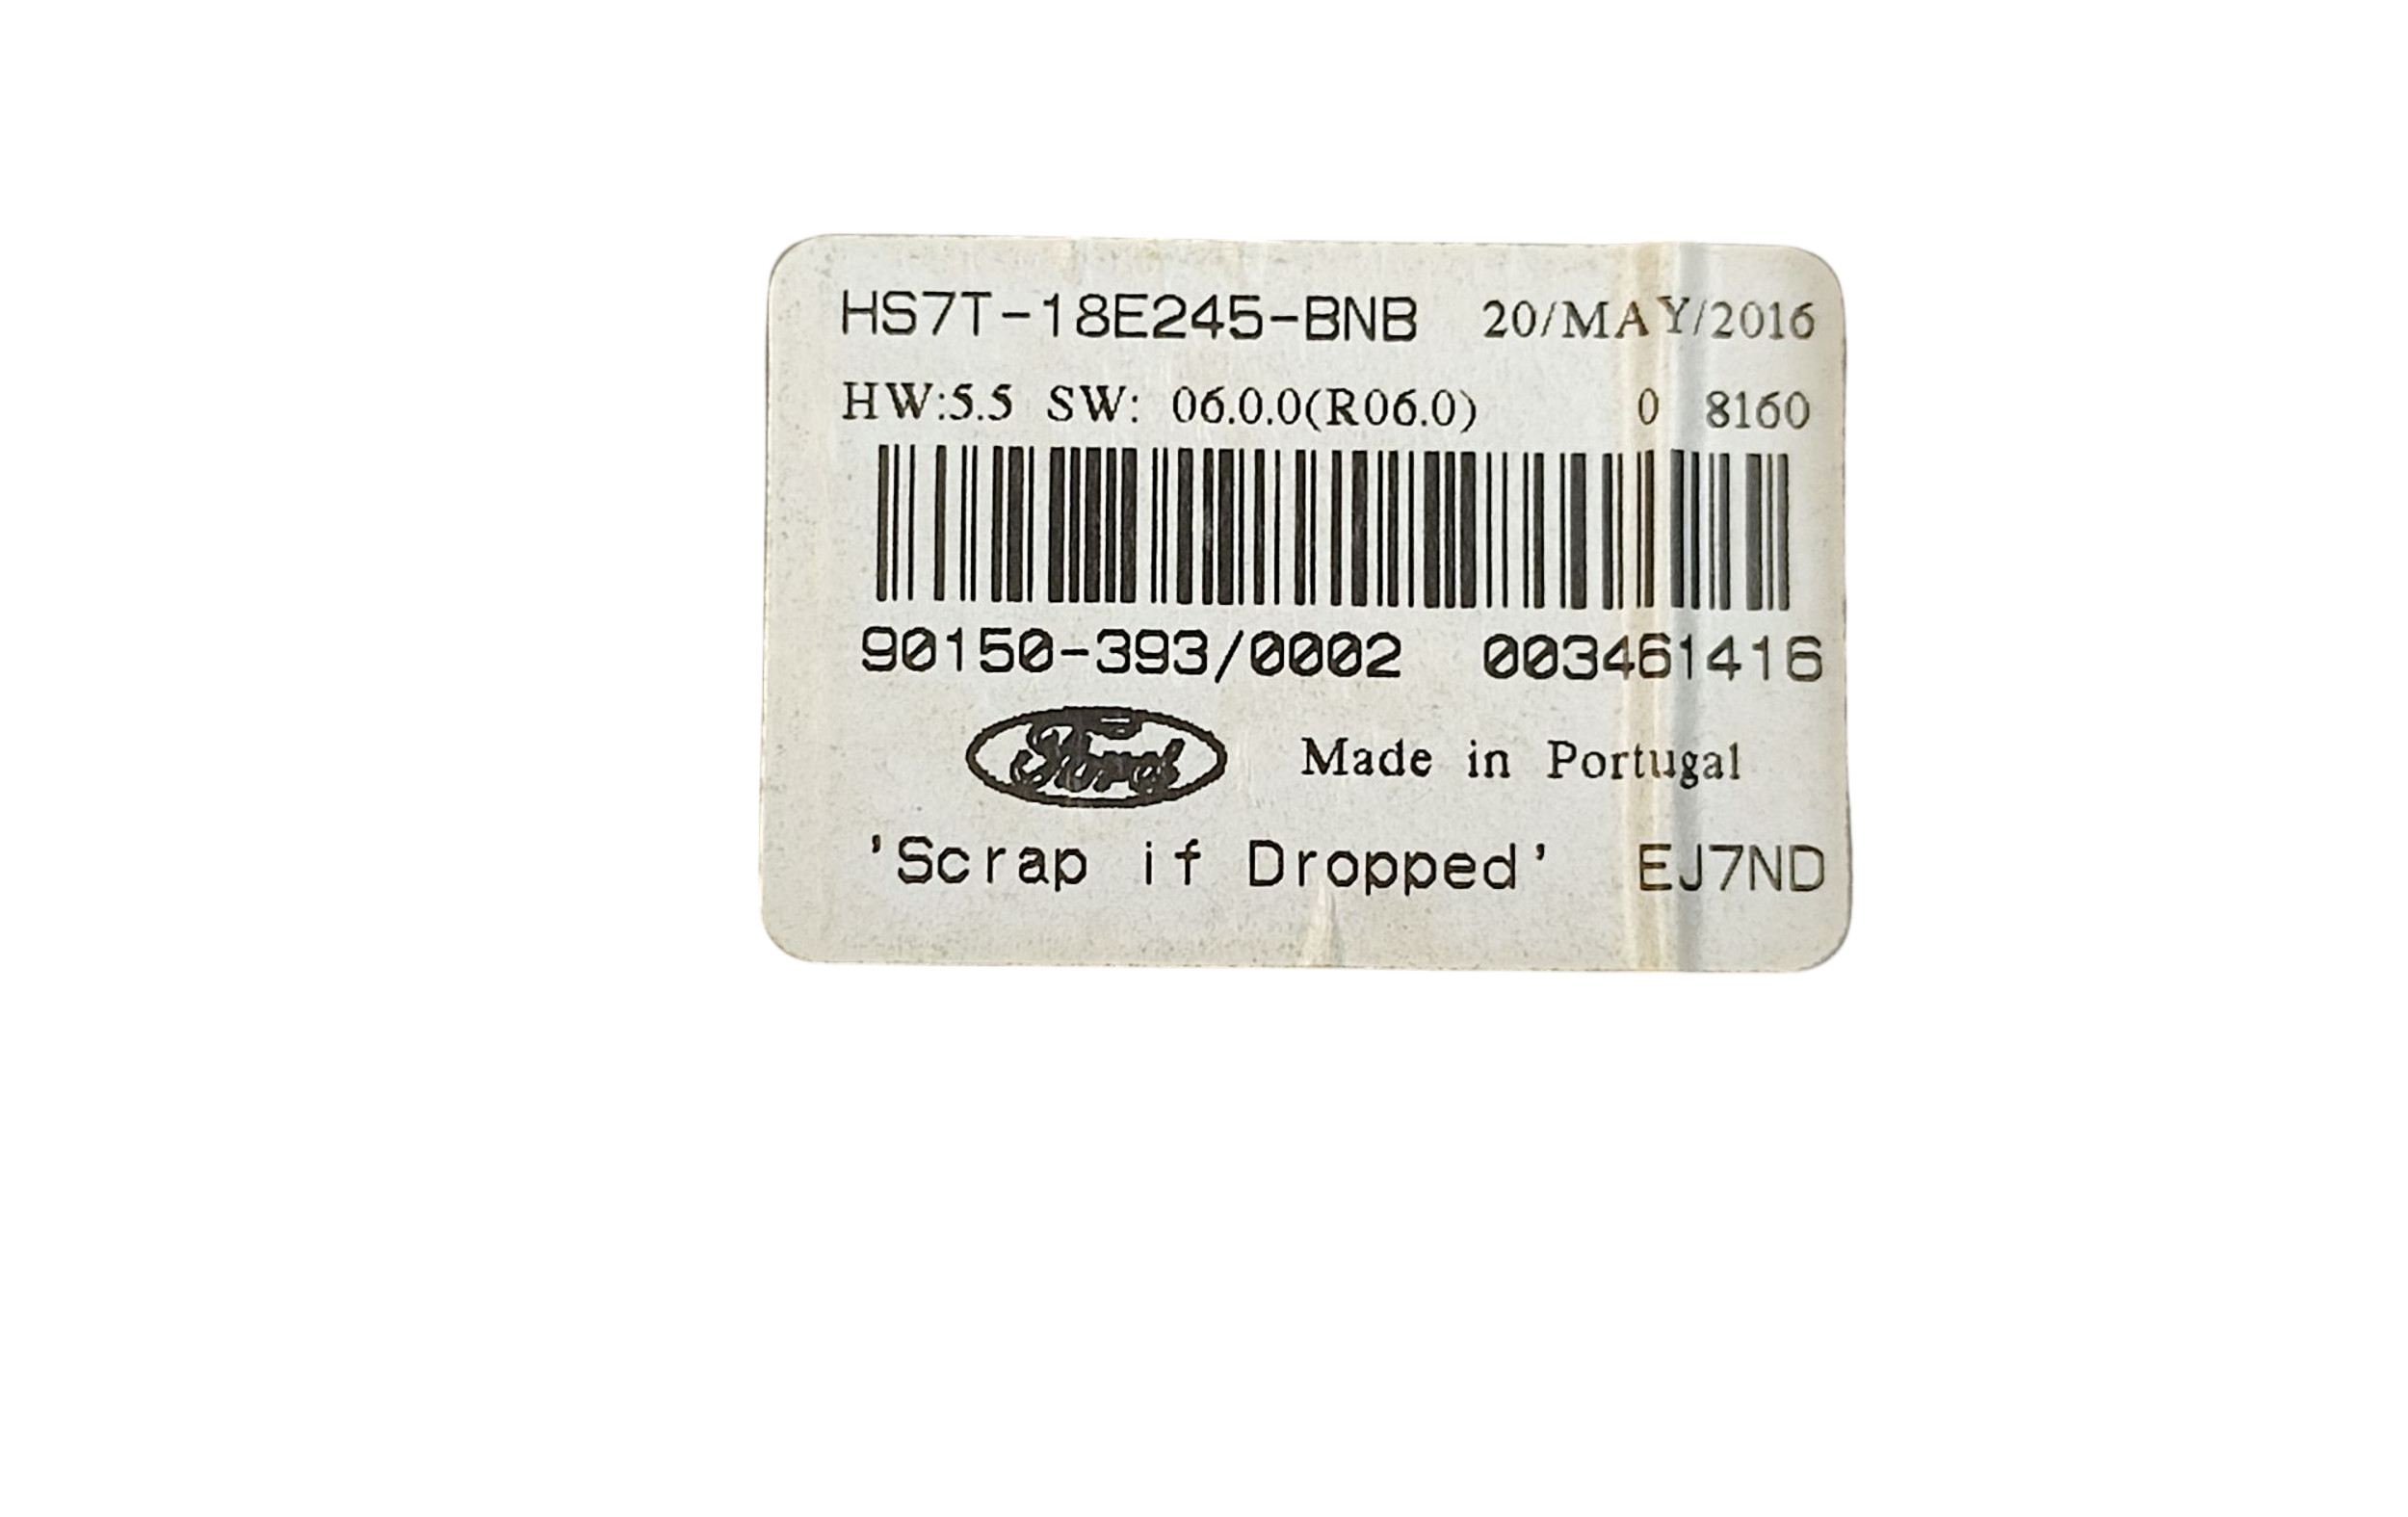 HS7T-18E245-BNB 20/MAY/2016
HW:5.5 SW: 06.0.0(R06.0) 0 8160
90150-393/0002 003461416
Ford Made in Portugal
'Scrap if Dropped' EJ7ND